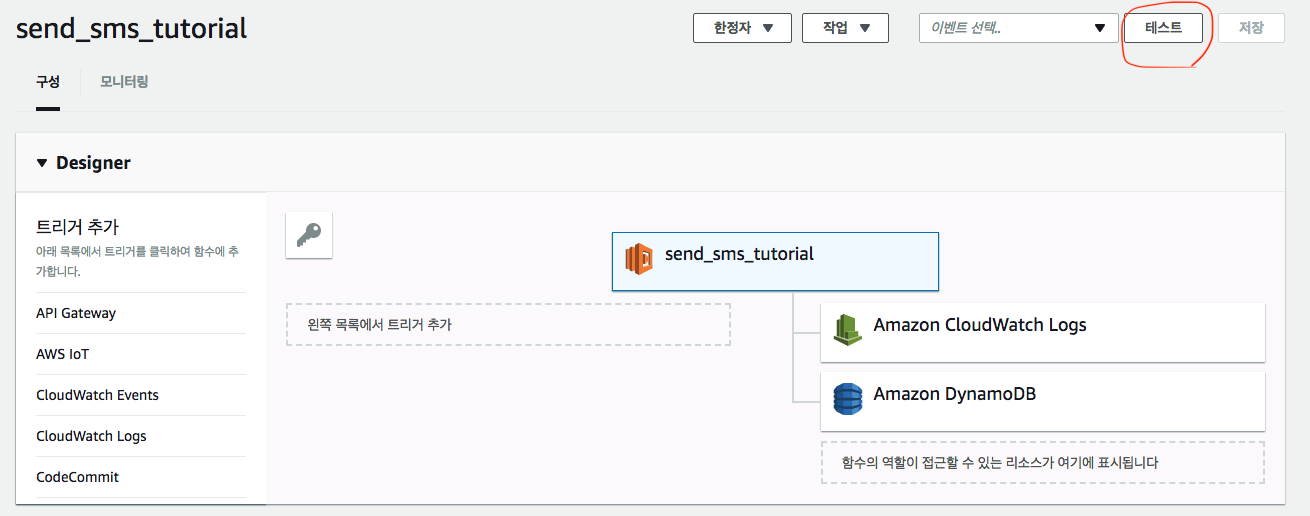 send_sms_tutorial
한정자
작업
이벤트 선택..
테스트
저장
구성
모니터링
Designer
트리거 추가
아래 목록에서 트리거를 클릭하여 함수에 추
가합니다.
API Gateway
AWS IoT
CloudWatch Events
CloudWatch Logs
CodeCommit
send_sms_tutorial
왼쪽 목록에서 트리거 추가
Amazon CloudWatch Logs
Amazon DynamoDB
함수의 역할이 접근할 수 있는 리소스가 여기에 표시됩니다